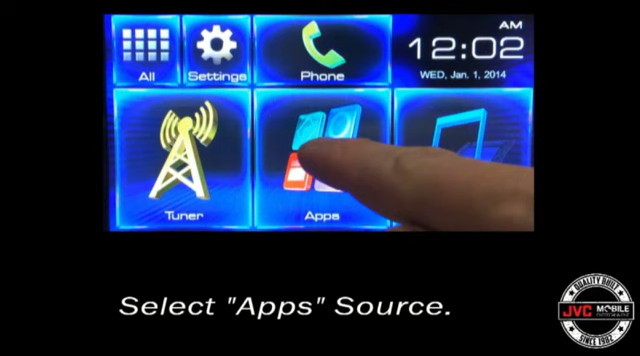 AM
12:02
WED, Jan. 1, 2014
All
Settings
Phone
Tuner
Apps
Select "Apps" Source.
QUALITY BUILT
JVC MOBILE
SINCE 1982